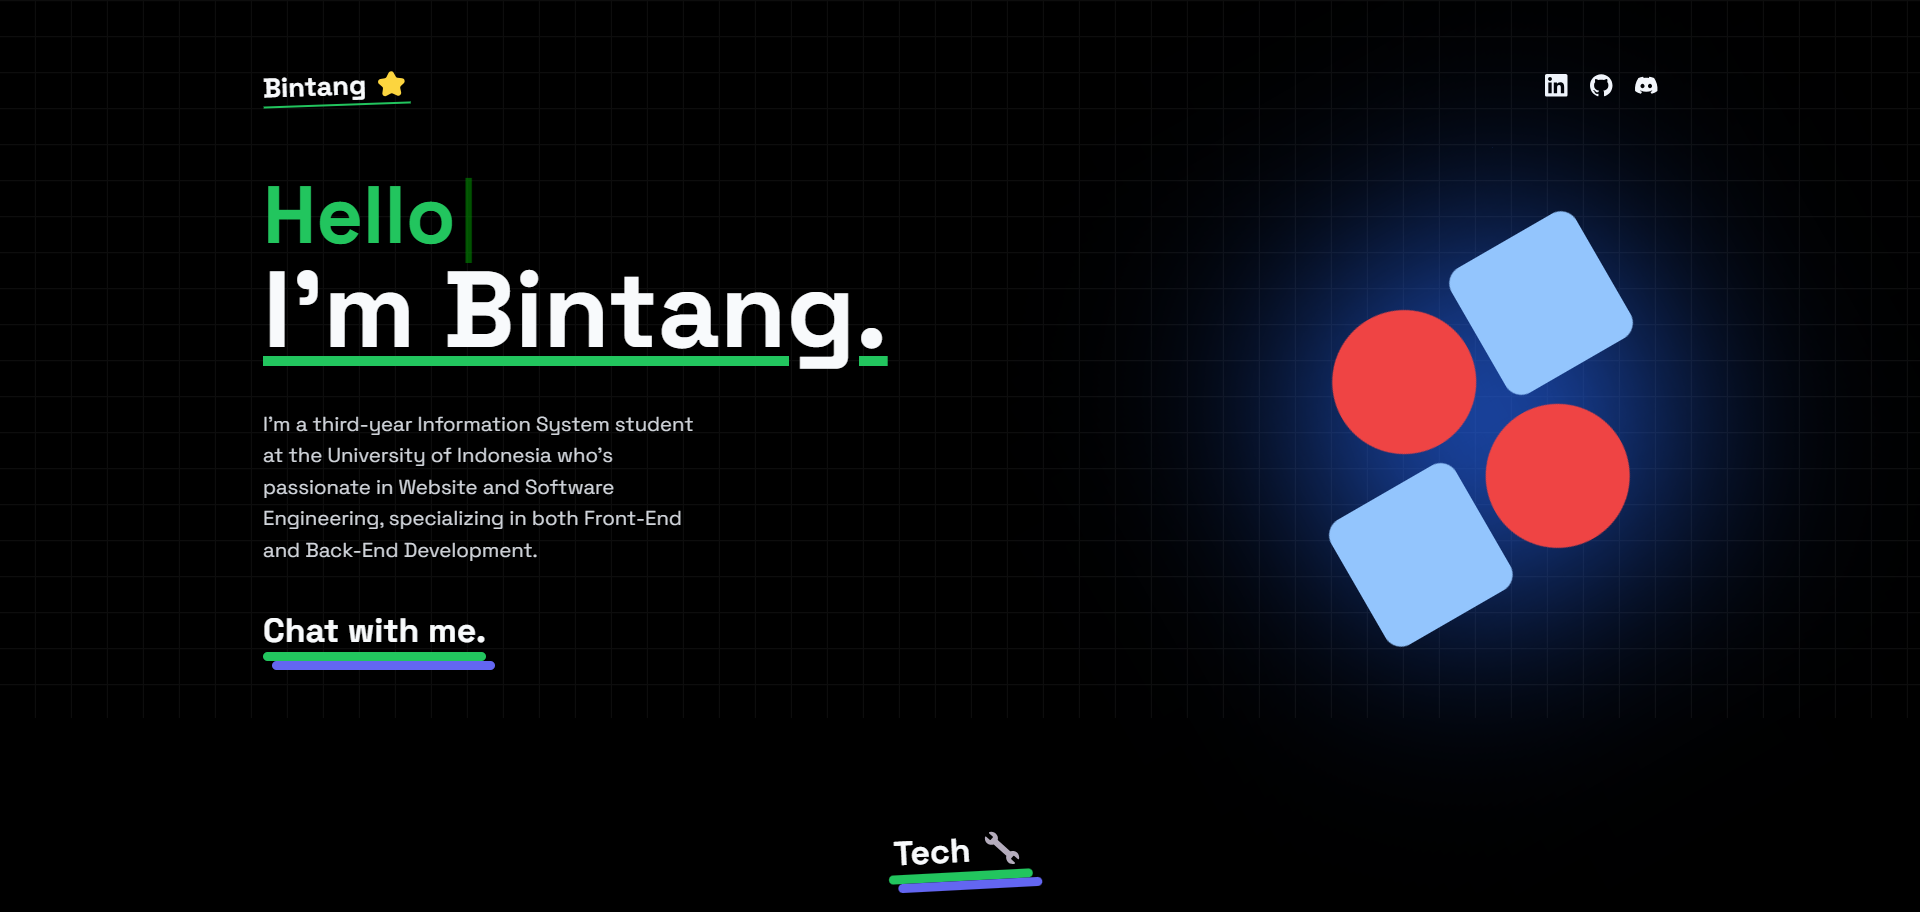 Bintang
Hello
I'm Bintang.
I'm a third-year Information System student
at the University of Indonesia who's
passionate in Website and Software
Engineering, specializing in both Front-End
and Back-End Development.
Chat with me.
Tech